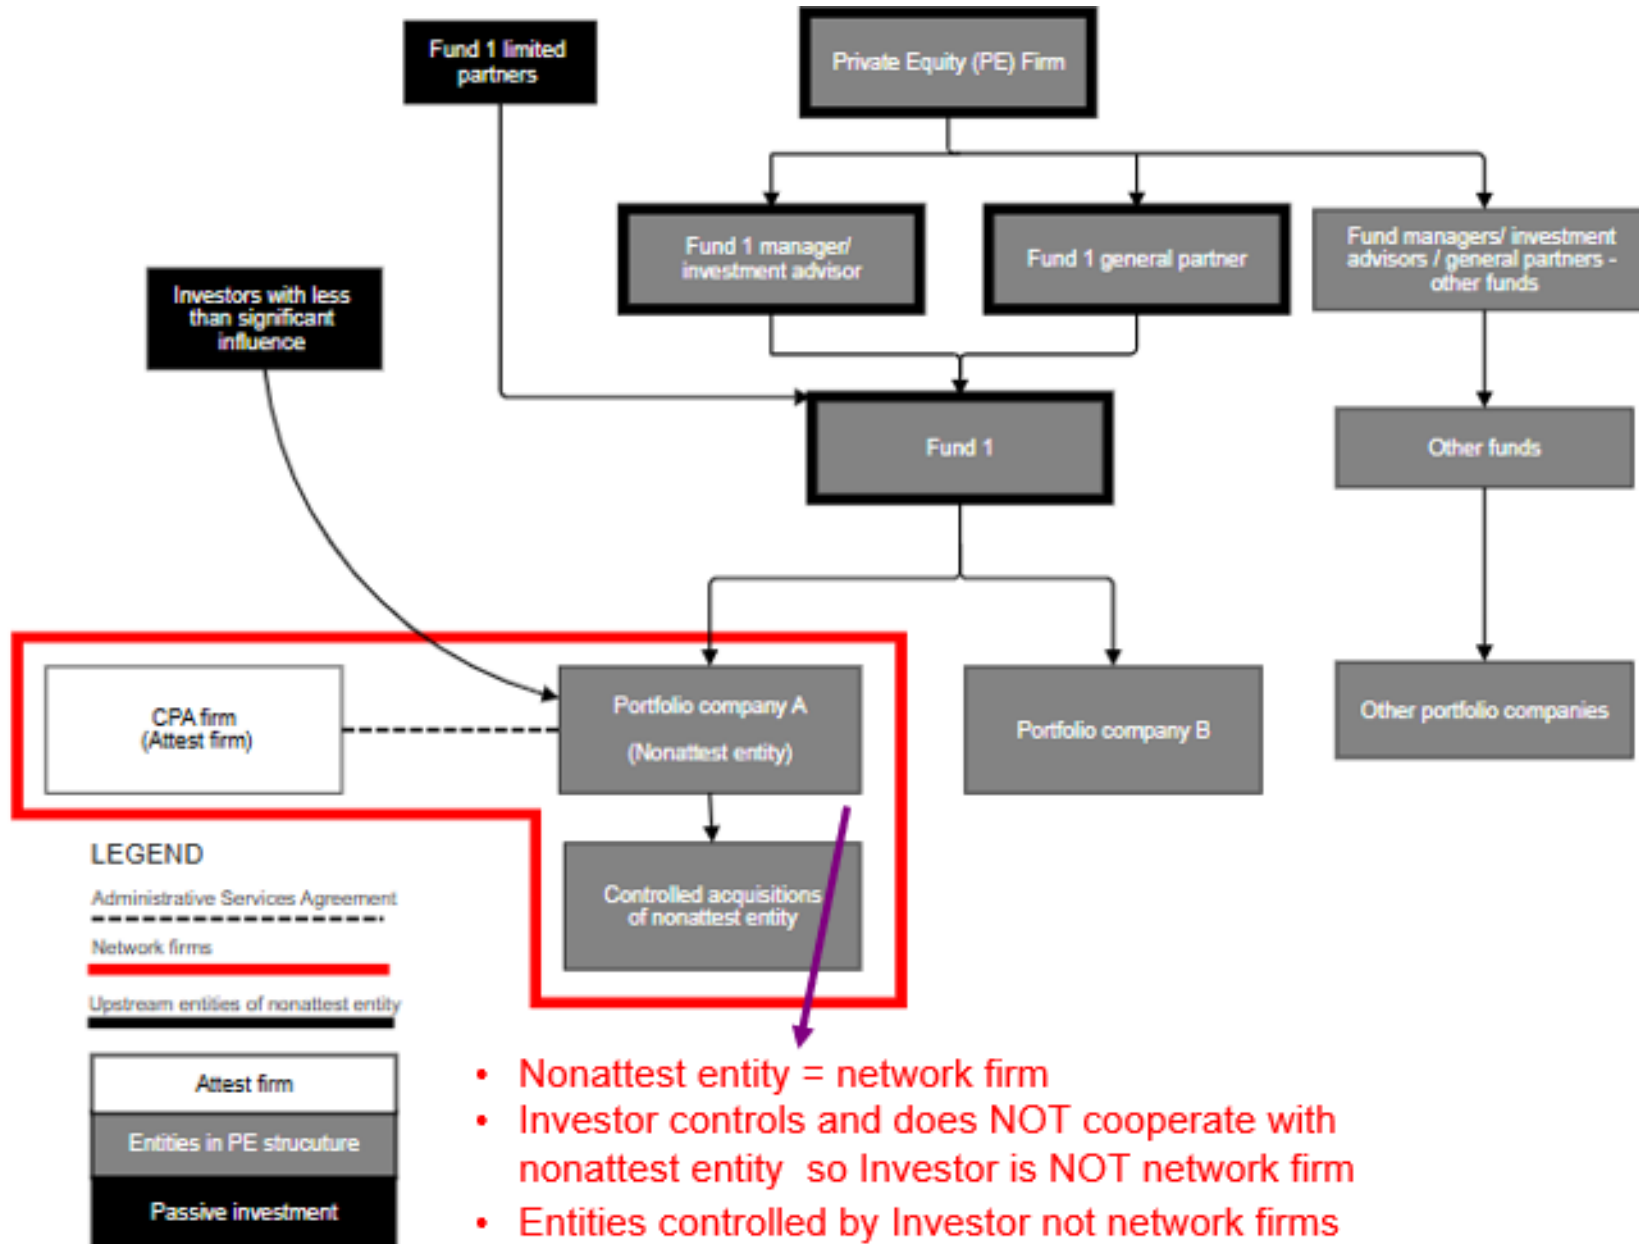 Fund 1 limited
partners
Private Equity (PE) Firm
Fund 1 manager/
investment advisor
Fund 1 general partner
Fund managers/ investment
advisors / general partners -
other funds
Investors with less
than significant
influence
Fund 1
Other funds
CPA firm
(Attest firm)
Portfolio company A
(Nonattest entity)
Portfolio company B
Other portfolio companies
Controlled acquisitions
of nonattest entity
LEGEND
Administrative Services Agreement
Network firms
Upstream entities of nonattest entity
Attest firm
Entities in PE strucuture
Passive investment
• Nonattest entity = network firm
• Investor controls and does NOT cooperate with
nonattest entity so Investor is NOT network firm
• Entities controlled by Investor not network firms